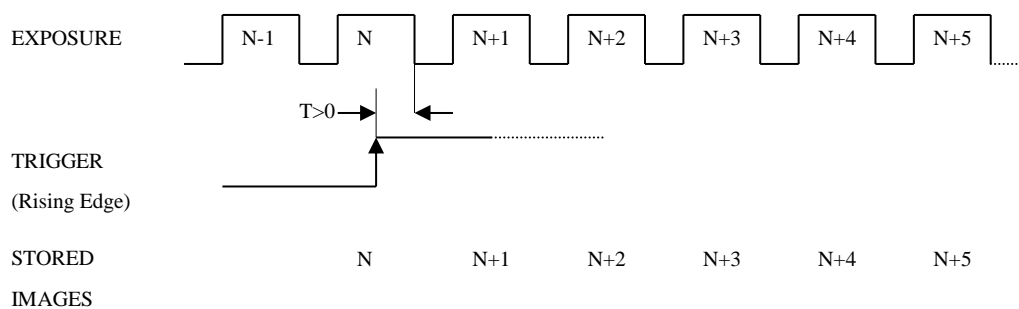 EXPOSURE N-1 N N+1 N+2 N+3 N+4 N+5
T>0
TRIGGER
(Rising Edge)
STORED N N+1 N+2 N+3 N+4 N+5
IMAGES